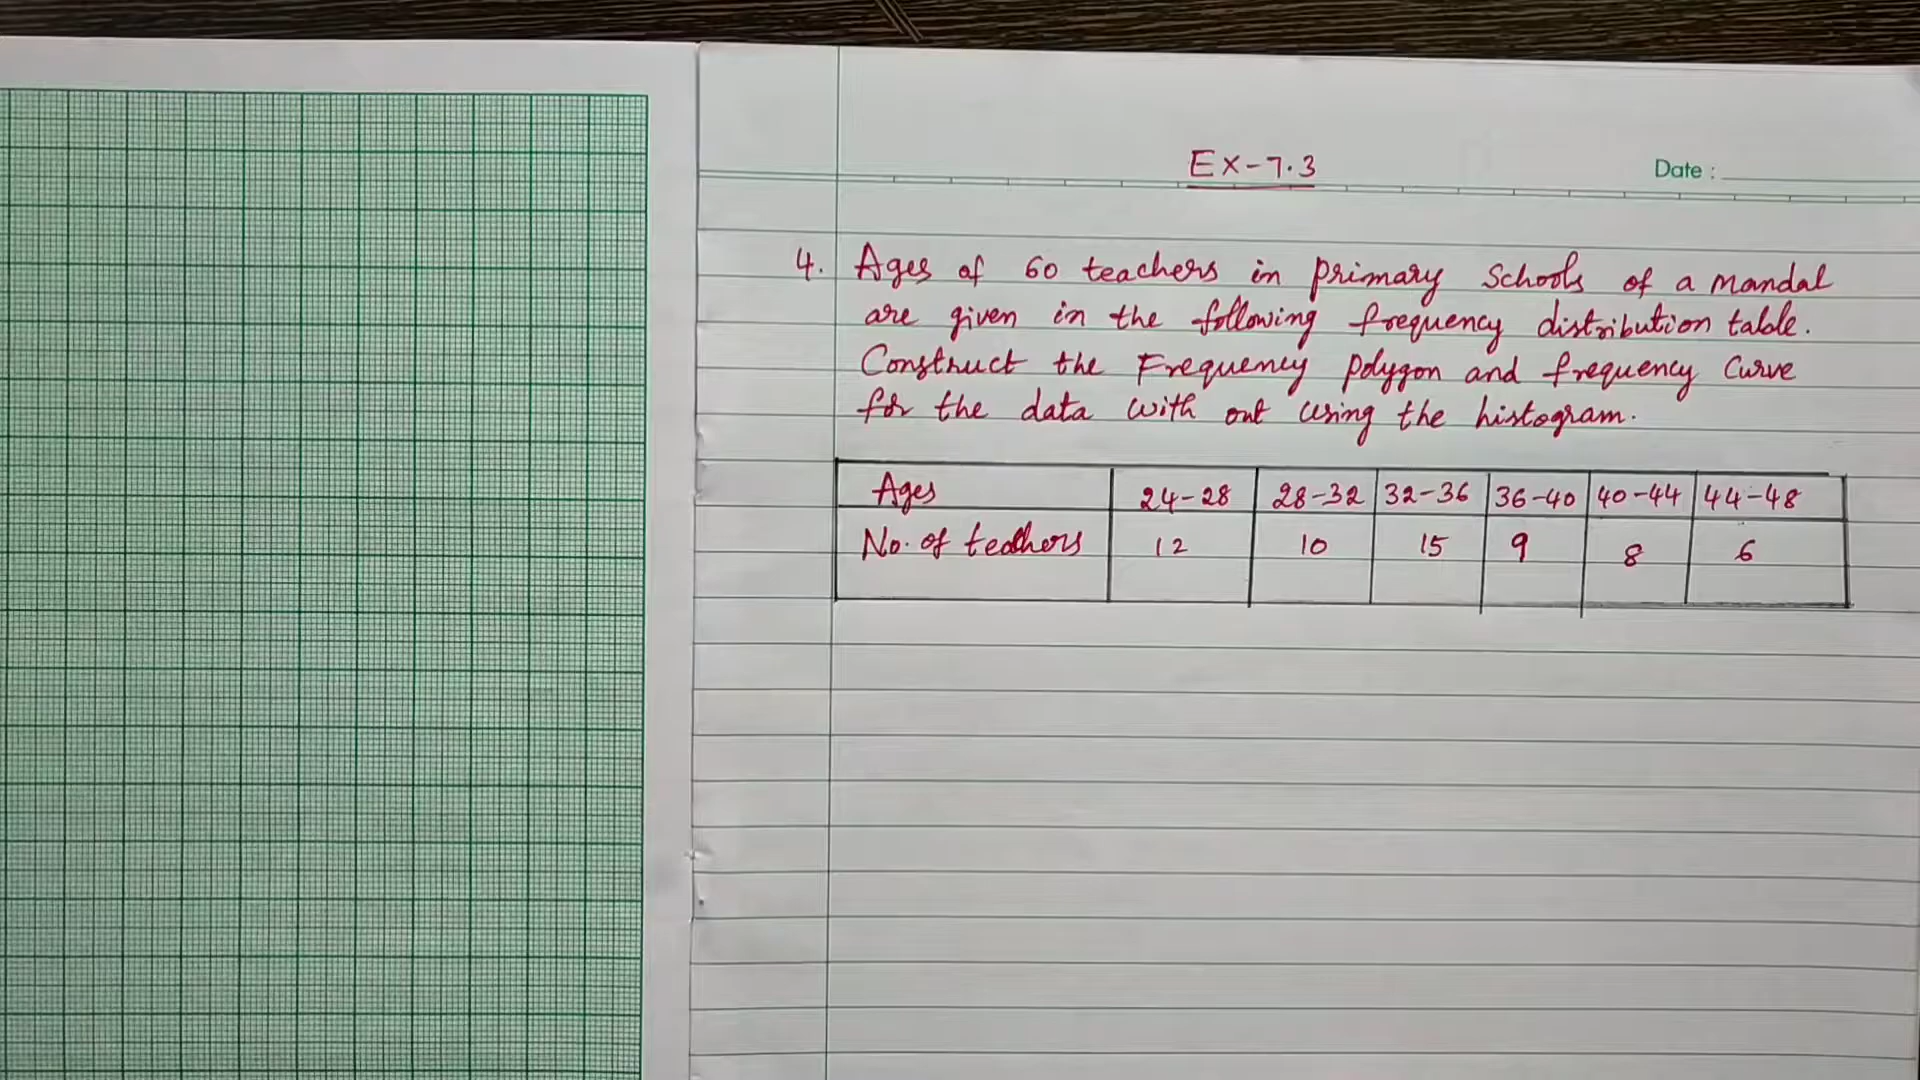 Ex-7.3
Date :
4. Ages of 60 teachers in primary Schools of a mandal
are given in the following frequency distribution table.
Construct the Frequency polygon and frequency Curve
for the data with out using the histogram.
Ages 24-28 28-32 32-36 36-40 40-44 44-48
No. of teachers 12 10 15 9 8 6